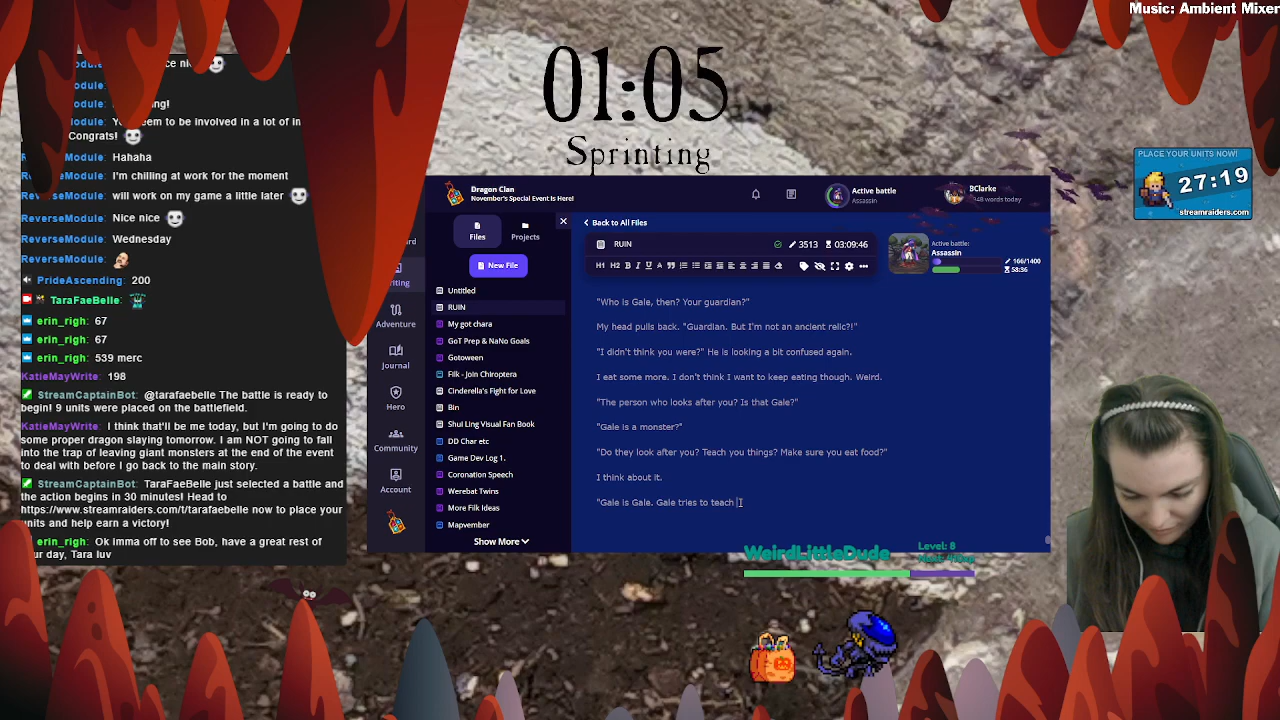 Music: Ambient Mixer
01:05
Sprinting
PLACE YOUR UNITS NOW!
27:19
streamraiders.com
Congrats!
Module: Hahaha
Module: I'm chilling at work for the moment
will work on my game a little later
ReverseModule: Nice nice
ReverseModule: Wednesday
ReverseModule:
PrideAscending: 200
TaraFaeBelle:
erin_righ: 67
erin_righ: 67
erin_righ: 539 merc
KatieMayWrite: 198
StreamCaptainBot: @tarafaebelle The battle is ready to
begin! 9 units were placed on the battlefield.
KatieMayWrite: I think that'll be me today, but I'm going to do
some proper dragon slaying tomorrow. I am NOT going to fall
into the trap of leaving giant monsters at the end of the event
to deal with before I go back to the main story.
StreamCaptainBot: TaraFaeBelle just selected a battle and
the action begins in 30 minutes! Head to
https://www.streamraiders.com/t/tarafaebelle now to place your
units and help earn a victory!
erin_righ: Ok imma off to see Bob, have a great rest of
your day, Tara luv
Dragon Clan
November's Special Event Is Here!
Active battle
Assassin
BClarke
words today
Files
Projects
New File
Adventure
Journal
Hero
Community
Account
Untitled
RUIN
My got chara
GoT Prep & NaNo Goals
Gotoween
Filk - Join Chiroptera
Cinderella's Fight for Love
Bin
Shul Ling Visual Fan Book
DD Char etc
Game Dev Log 1.
Coronation Speech
Werebat Twins
More Filk Ideas
Mapvember
Show More
Back to All Files
RUIN
3513
03:09:46
H1 H2 B I U A
Active battle:
Assassin
166/1400
58:36
"Who is Gale, then? Your guardian?"
My head pulls back. "Guardian. But I'm not an ancient relic?!"
"I didn't think you were?" He is looking a bit confused again.
I eat some more. I don't think I want to keep eating though. Weird.
"The person who looks after you? Is that Gale?"
"Gale is a monster?"
"Do they look after you? Teach you things? Make sure you eat food?"
I think about it.
"Gale is Gale. Gale tries to teach
WeirdLittleDude
Level: 8